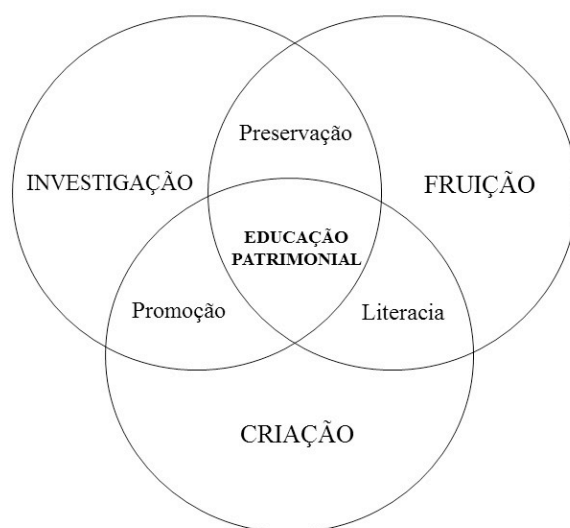 Preservação
INVESTIGAÇÃO
FRUIÇÃO
EDUCAÇÃO
PATRIMONIAL
Promoção
Literacia
CRIAÇÃO